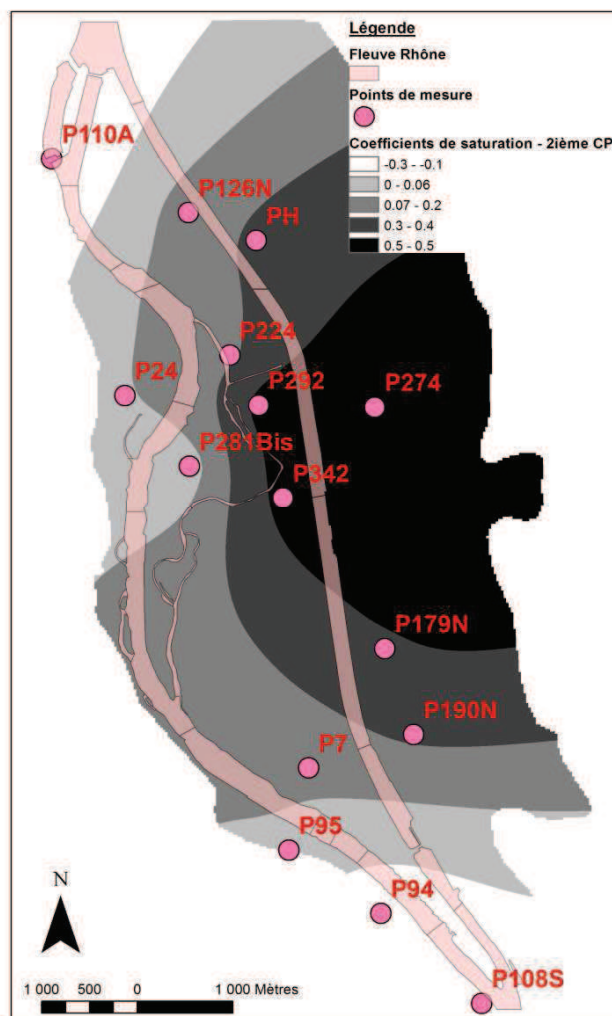 Légende
Fleuve Rhône
Points de mesure
Coefficients de saturation - 2ième CP
-0.3 - -0.1
0 - 0.06
0.07 - 0.2
0.3 - 0.4
0.5 - 0.5
P110A
P126N
PH
P224
P24
P292
P274
P281Bis
P342
P179N
P190N
P7
P95
P94
P108S
N
1 000 500 0 1 000 Mètres